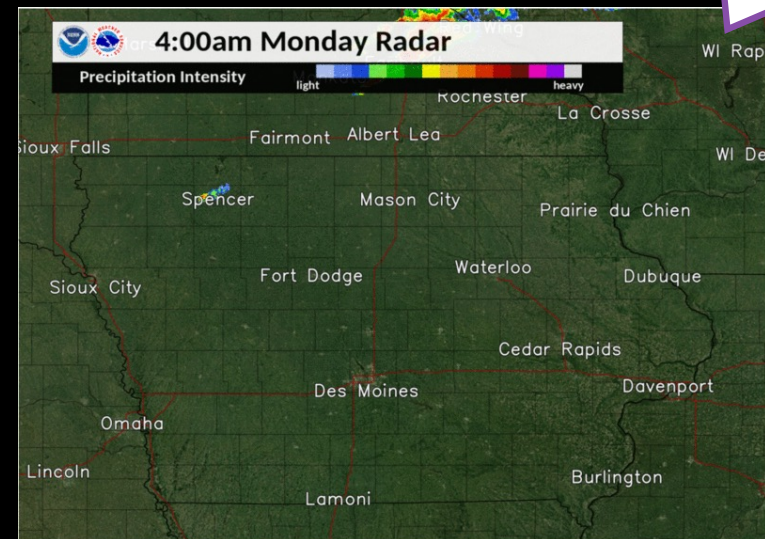 Red Wing
4:00am Monday Radar
WI Rap
Precipitation Intensity
light heavy
Rochester
La Crosse
Fairmont Albert Lea
Sioux Falls
WI De
Spencer Mason City
Prairie du Chien
Fort Dodge Waterloo Dubuque
Sioux City
Cedar Rapids
Des Moines Davenport
Omaha
Lincoln Burlington
Lamoni